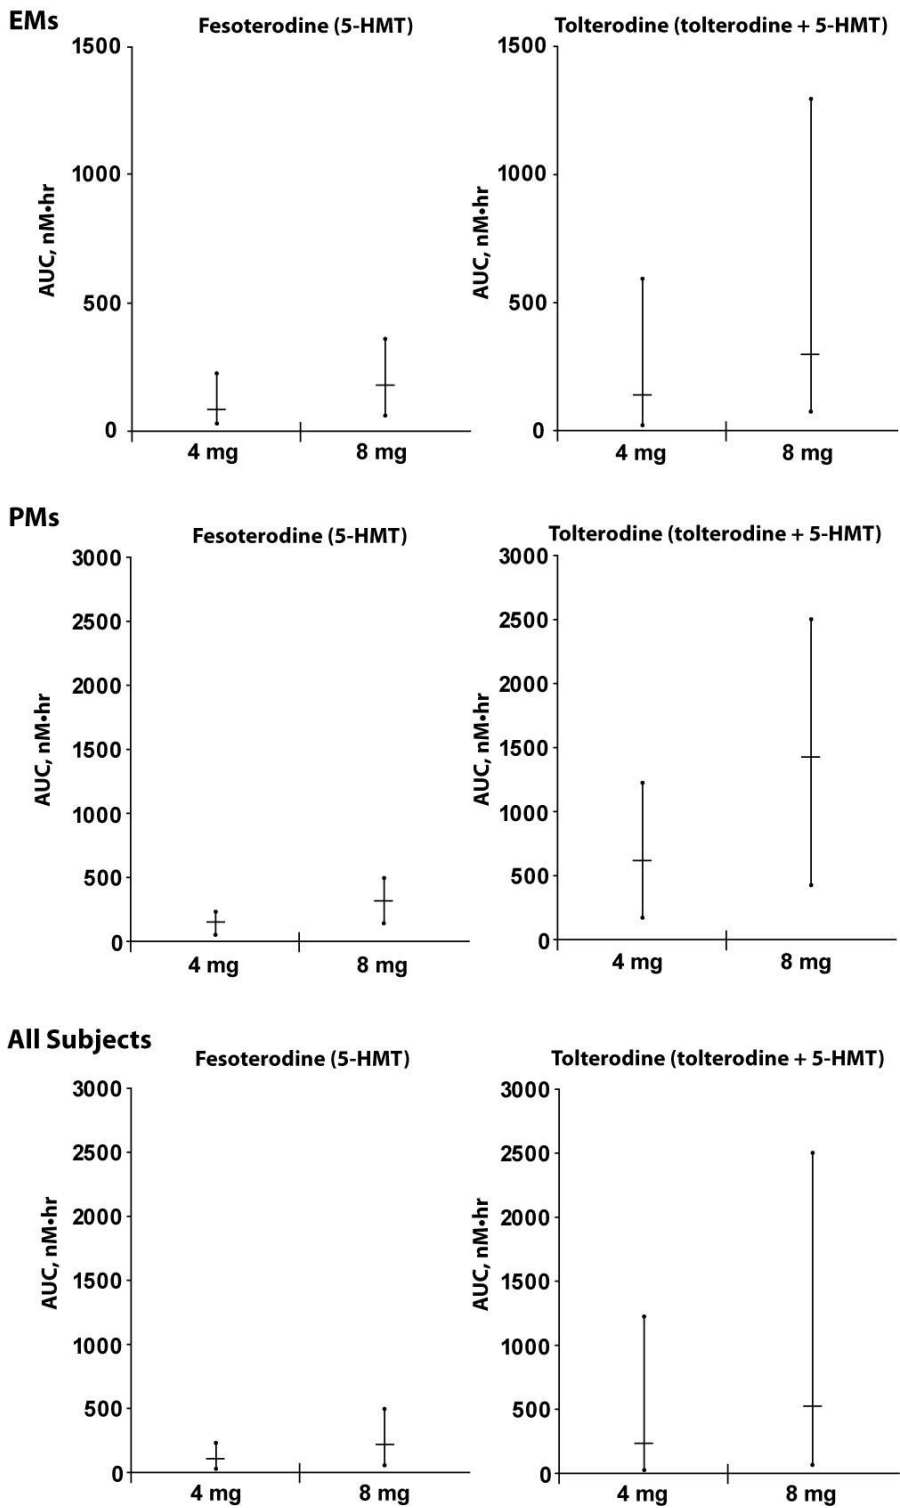 EMs
Fesoterodine (5-HMT)
1500
1000
500
0
AUC, nM•hr
4 mg
8 mg
Tolterodine (tolterodine + 5-HMT)
1500
1000
500
0
AUC, nM•hr
4 mg
8 mg
PMs
Fesoterodine (5-HMT)
3000
2500
2000
1500
1000
500
0
AUC, nM•hr
4 mg
8 mg
Tolterodine (tolterodine + 5-HMT)
3000
2500
2000
1500
1000
500
0
AUC, nM•hr
4 mg
8 mg
All Subjects
Fesoterodine (5-HMT)
3000
2500
2000
1500
1000
500
0
AUC, nM•hr
4 mg
8 mg
Tolterodine (tolterodine + 5-HMT)
3000
2500
2000
1500
1000
500
0
AUC, nM•hr
4 mg
8 mg